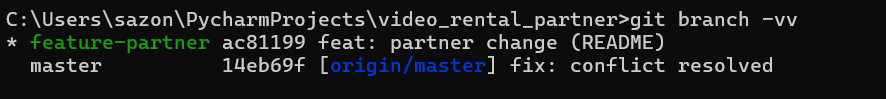 C:\Users\sazon\PycharmProjects\video_rental_partner>git branch -vv
* feature-partner ac81199 feat: partner change (README)
  master          14eb69f [origin/master] fix: conflict resolved